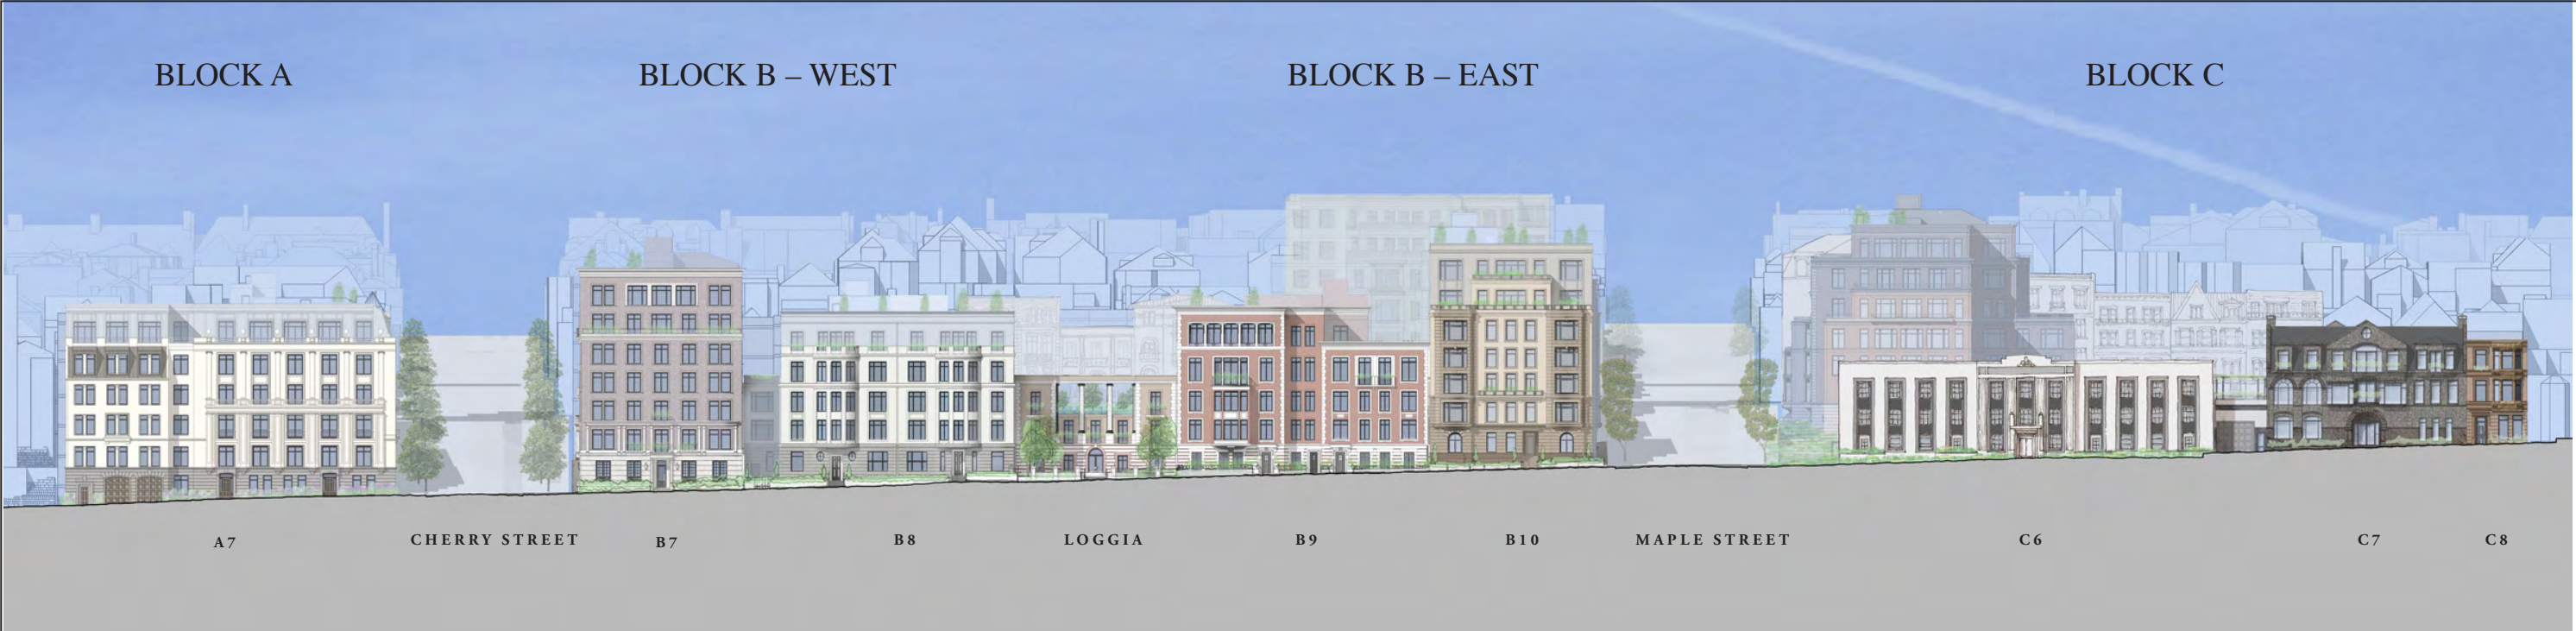 BLOCK A
BLOCK B – WEST
BLOCK B – EAST
BLOCK C
A7
CHERRY STREET
B7
B8
LOGGIA
B9
B10
MAPLE STREET
C6
C7
C8